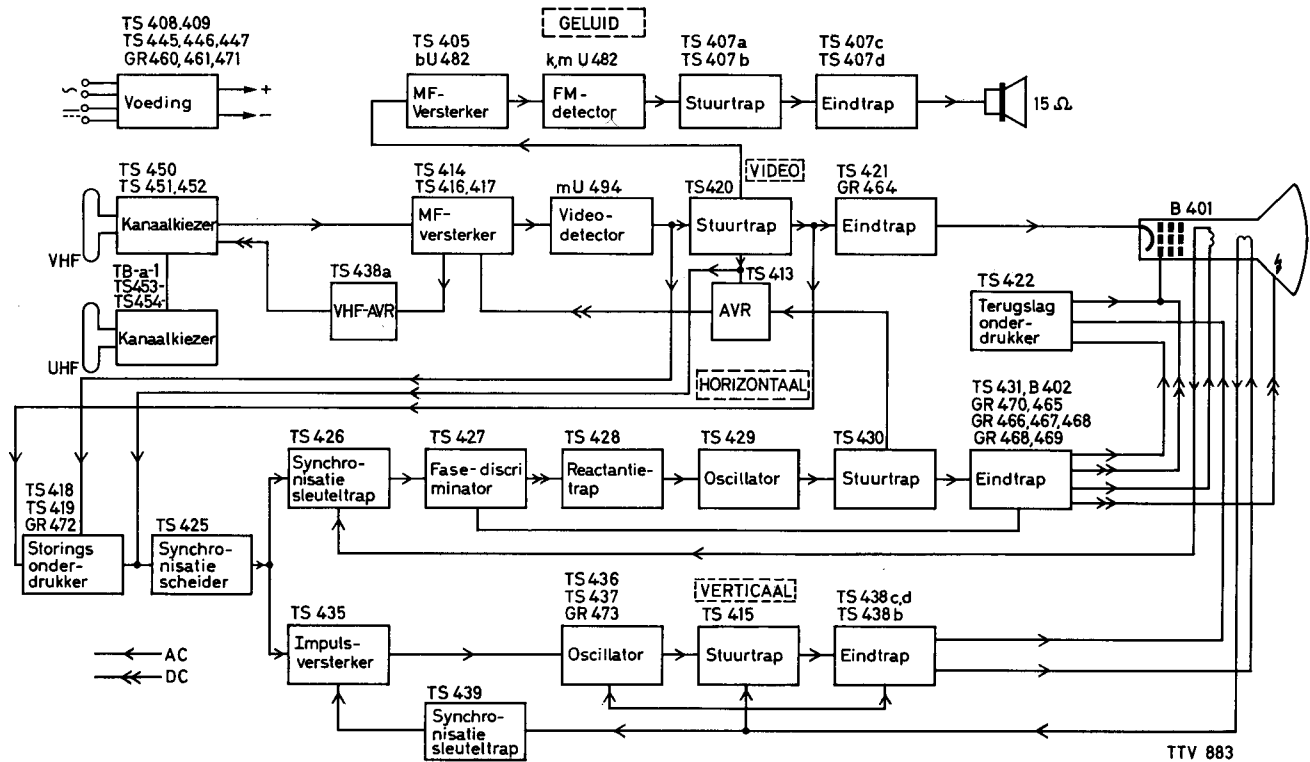 TS 408,409
TS 445,446,447
GR 460,461,471
Voeding
+
−
GELUID
TS 405
bU 482
MF-
Versterker
k,m U 482
FM-
detector
TS 407a
TS 407b
Stuurtrap
TS 407c
TS 407d
Eindtrap
15 Ω
VHF
TS 450
TS 451,452
Kanaalkiezer
TS 414
TS 416,417
MF-
versterker
mU 494
Video-
detector
VIDEO
TS 420
Stuurtrap
TS 421
GR 464
Eindtrap
B 401
UHF
TB-a-1
TS453-
TS454-
Kanaalkiezer
TS 438a
VHF-AVR
TS 413
AVR
TS 422
Terugslag
onder-
drukker
HORIZONTAAL
TS 426
Synchro-
nisatie
sleuteltrap
TS 427
Fase-discri
minator
TS 428
Reactantie-
trap
TS 429
Oscillator
TS 430
Stuurtrap
TS 431, B 402
GR 470,465
GR 466,467,468
GR 468,469
Eindtrap
TS 418
TS 419
GR 472
Storings
onder-
drukker
TS 425
Synchro-
nisatie
scheider
VERTICAAL
TS 435
Impuls-
versterker
TS 436
TS 437
GR 473
Oscillator
TS 415
Stuurtrap
TS 438c,d
TS 438b
Eindtrap
AC
DC
TS 439
Synchro-
nisatie
sleuteltrap
TTV 883